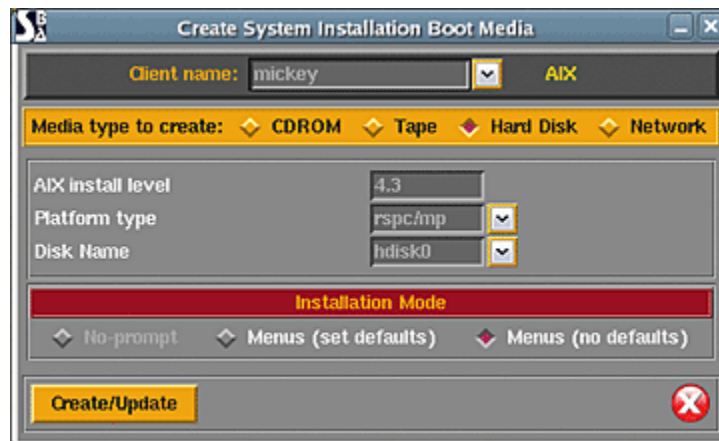 SBA
Create System Installation Boot Media
Client name: mickey AIX
Media type to create: CDROM Tape Hard Disk Network
AIX install level 4.3
Platform type rspc/mp
Disk Name hdisk0
Installation Mode
No-prompt Menus (set defaults) Menus (no defaults)
Create/Update